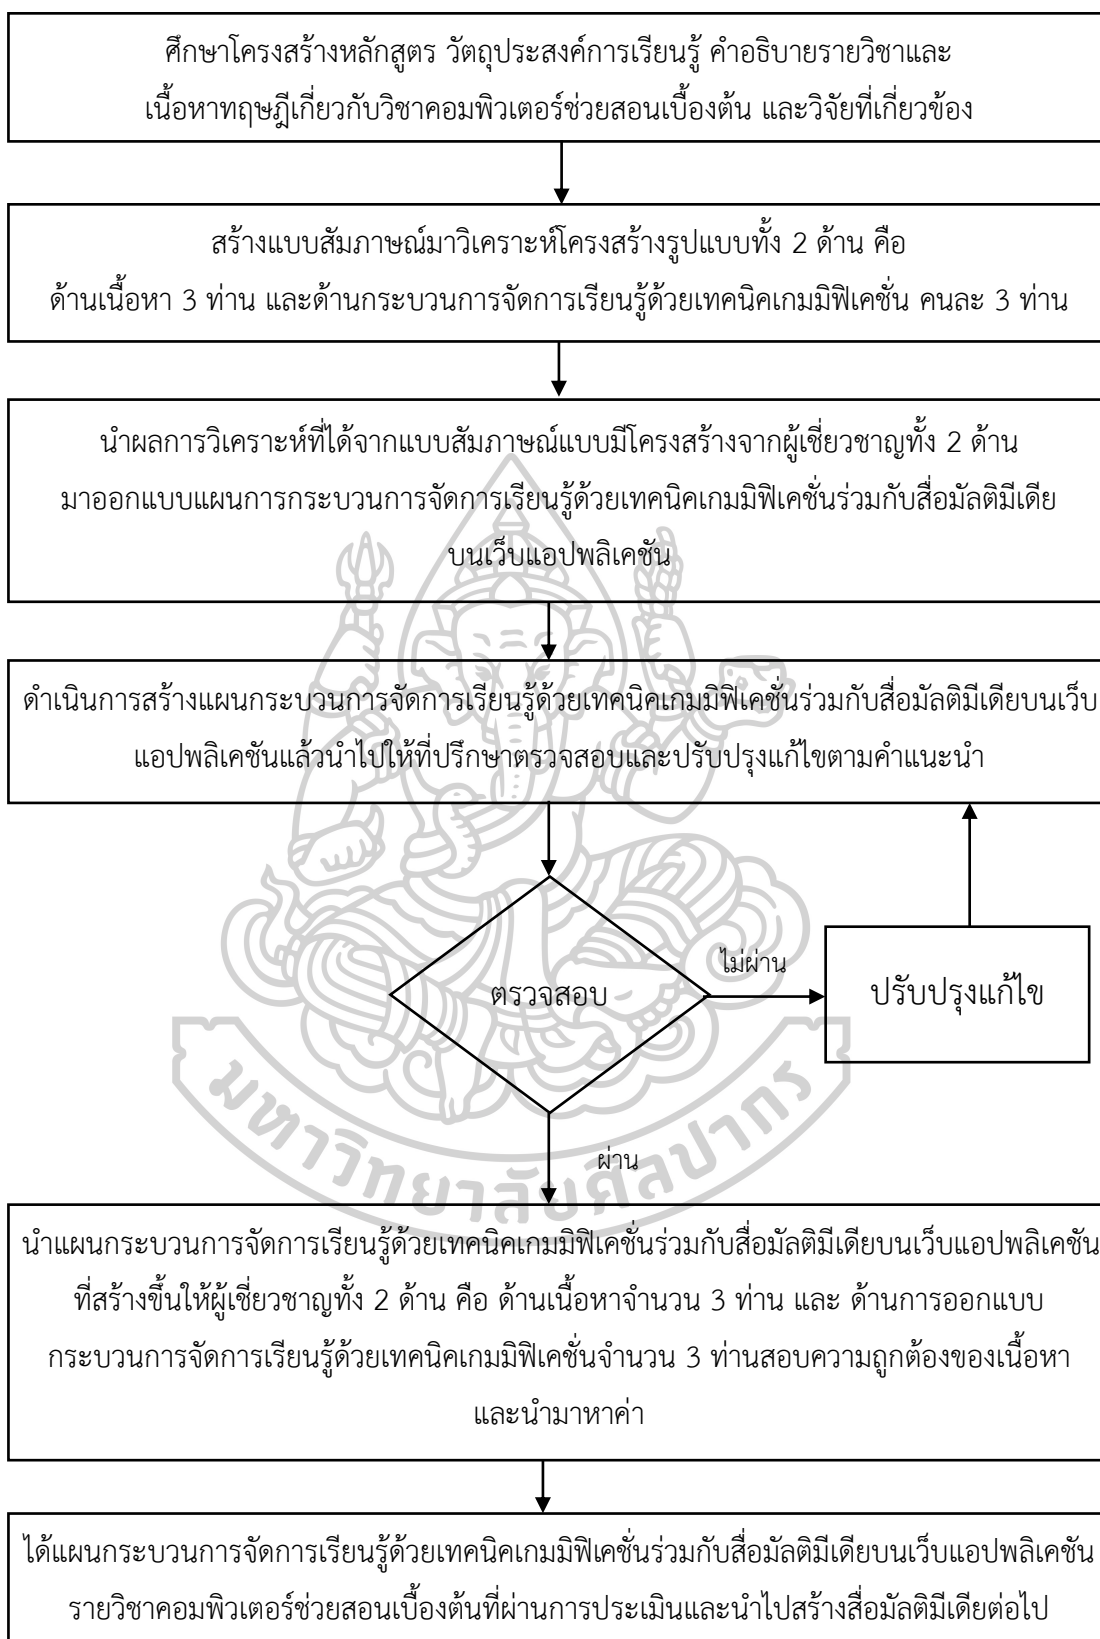 ศึกษาโครงสร้างหลักสูตร วัตถุประสงค์การเรียนรู้ คำอธิบายรายวิชาและ
เนื้อหาทฤษฎีเกี่ยวกับวิชาคอมพิวเตอร์ช่วยสอนเบื้องต้น และวิจัยที่เกี่ยวข้อง
สร้างแบบสัมภาษณ์มาวิเคราะห์โครงสร้างรูปแบบทั้ง 2 ด้าน คือ
ด้านเนื้อหา 3 ท่าน และด้านกระบวนการจัดการเรียนรู้ด้วยเทคนิคเกมมิฟิเคชั่น คนละ 3 ท่าน
นำผลการวิเคราะห์ที่ได้จากแบบสัมภาษณ์แบบมีโครงสร้างจากผู้เชี่ยวชาญทั้ง 2 ด้าน
มาออกแบบแผนการกระบวนการจัดการเรียนรู้ด้วยเทคนิคเกมมิฟิเคชั่นร่วมกับสื่อมัลติมีเดีย
บนเว็บแอปพลิเคชัน
ดำเนินการสร้างแผนกระบวนการจัดการเรียนรู้ด้วยเทคนิคเกมมิฟิเคชั่นร่วมกับสื่อมัลติมีเดียบนเว็บ
แอปพลิเคชันแล้วนำไปให้ที่ปรึกษาตรวจสอบและปรับปรุงแก้ไขตามคำแนะนำ
ตรวจสอบ
ไม่ผ่าน
ปรับปรุงแก้ไข
ผ่าน
มหาวิทยาลัยศิลปากร
นำแผนกระบวนการจัดการเรียนรู้ด้วยเทคนิคเกมมิฟิเคชั่นร่วมกับสื่อมัลติมีเดียบนเว็บแอปพลิเคชัน
ที่สร้างขึ้นให้ผู้เชี่ยวชาญทั้ง 2 ด้าน คือ ด้านเนื้อหาจำนวน 3 ท่าน และ ด้านการออกแบบ
กระบวนการจัดการเรียนรู้ด้วยเทคนิคเกมมิฟิเคชั่นจำนวน 3 ท่านสอบความถูกต้องของเนื้อหา
และนำมาหาค่า
ได้แผนกระบวนการจัดการเรียนรู้ด้วยเทคนิคเกมมิฟิเคชั่นร่วมกับสื่อมัลติมีเดียบนเว็บแอปพลิเคชัน
รายวิชาคอมพิวเตอร์ช่วยสอนเบื้องต้นที่ผ่านการประเมินและนำไปสร้างสื่อมัลติมีเดียต่อไป